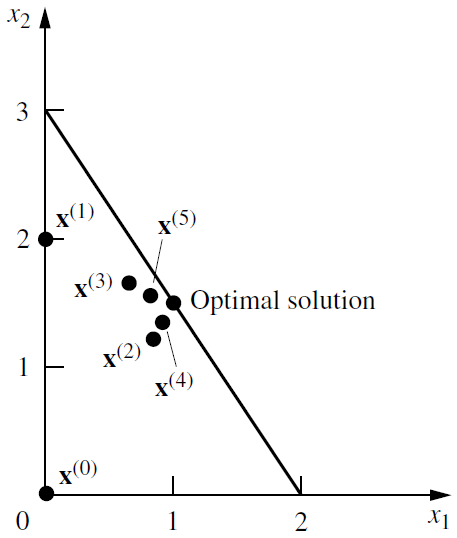 x₂
3
x⁽¹⁾
x⁽⁵⁾
2
x⁽³⁾
Optimal solution
x⁽²⁾
1
x⁽⁴⁾
x⁽⁰⁾
0 1 2 x₁